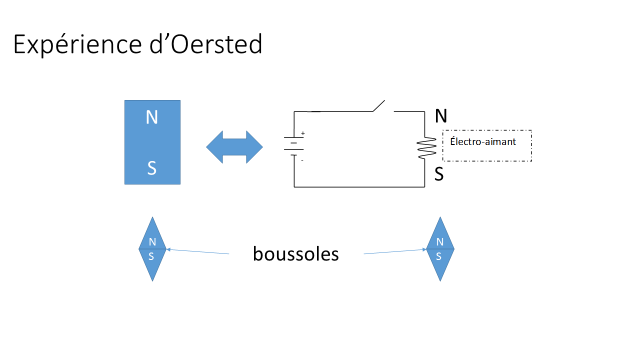 Expérience d'Oersted
N
S
+
-
N
Électro-aimant
S
N
S
boussoles
N
S